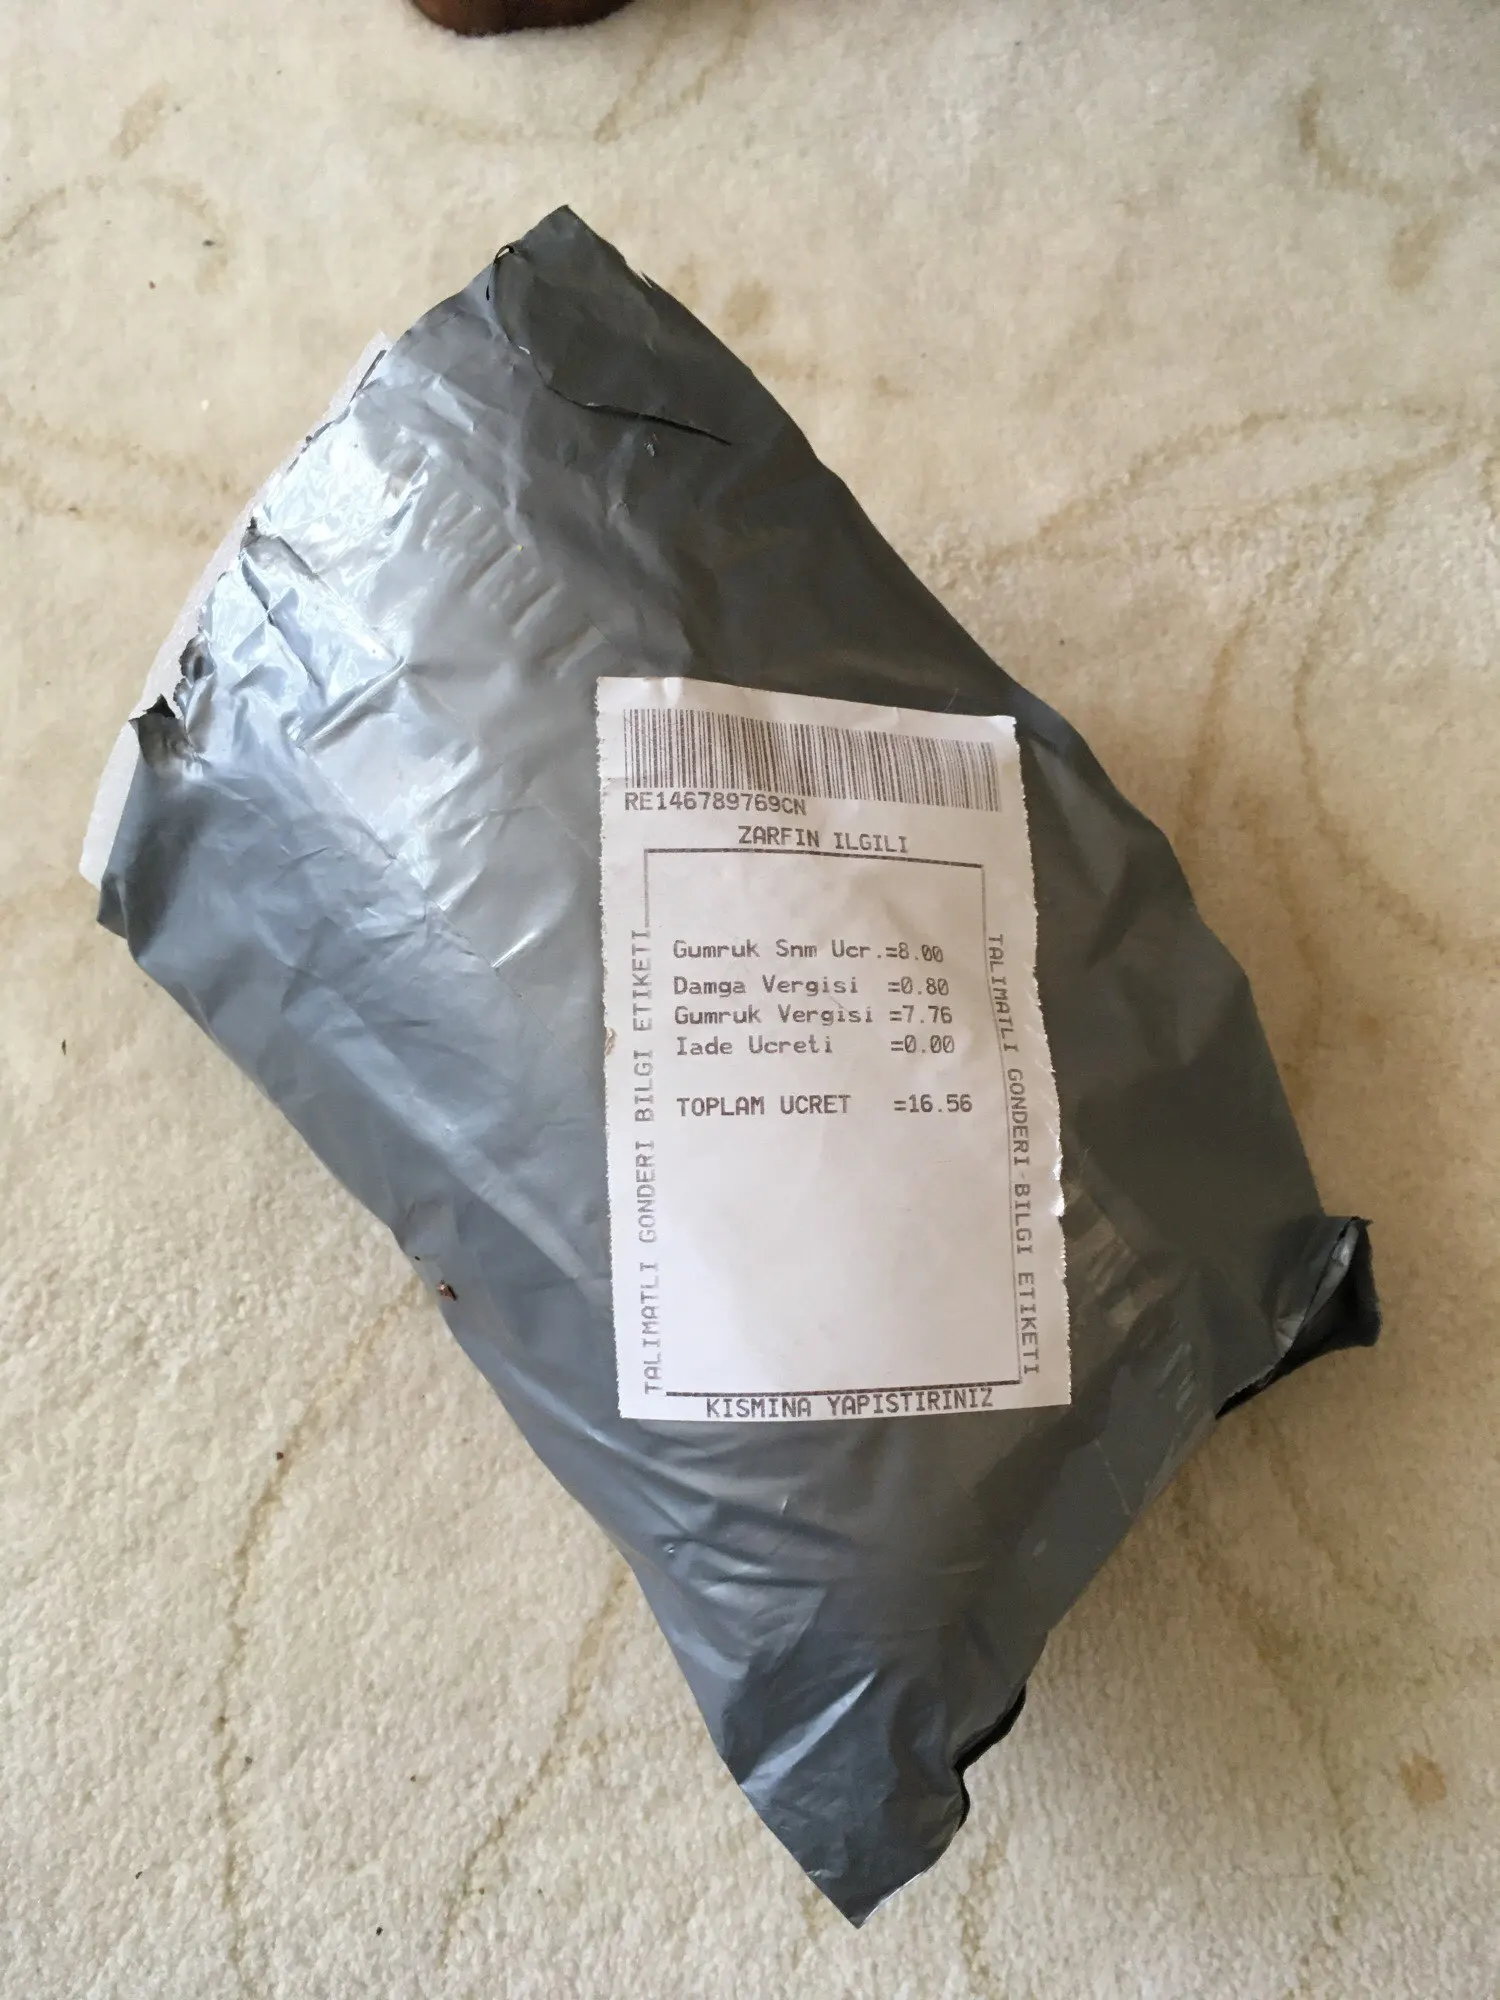 RE146789769CN
ZARFIN ILGILI
TALIMATLI GONDERI BILGI ETIKETI
Gumruk Snm Ucr.=8.00
Damga Vergisi =0.80
Gumruk Vergisi =7.76
Iade Ucreti =0.00
TOPLAM UCRET =16.56
TALIMATLI GONDERI BILGI ETIKETI
KISMINA YAPISTIRINIZ